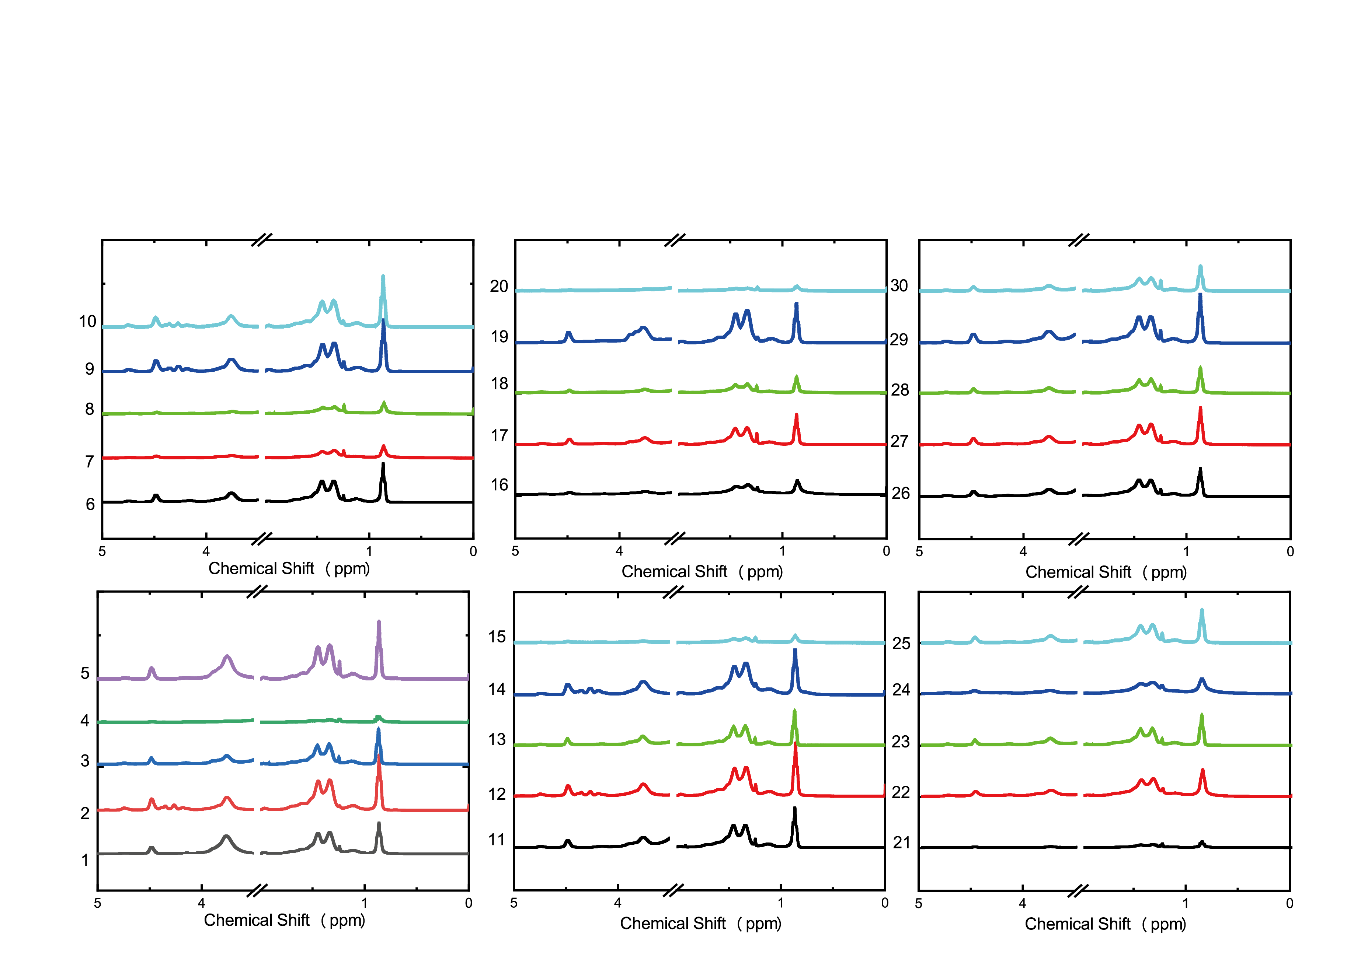 10
9
8
7
6
5 4 1 0
Chemical Shift ( ppm)
20
19
18
17
16
5 4 1 0
Chemical Shift ( ppm)
30
29
28
27
26
5 4 1 0
Chemical Shift ( ppm)
5
4
3
2
1
5 4 1 0
Chemical Shift ( ppm)
15
14
13
12
11
5 4 1 0
Chemical Shift ( ppm)
25
24
23
22
21
5 4 1 0
Chemical Shift ( ppm)